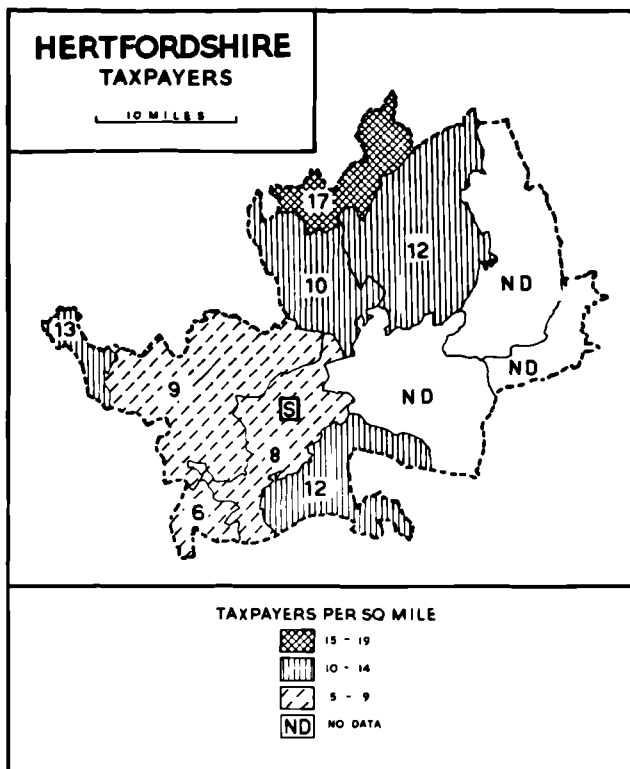 HERTFORDSHIRE
TAXPAYERS
10 MILES
17
12
10
ND
13
ND
9
ND
S
8
12
6
TAXPAYERS PER SQ MILE
15 - 19
10 - 14
5 - 9
ND NO DATA